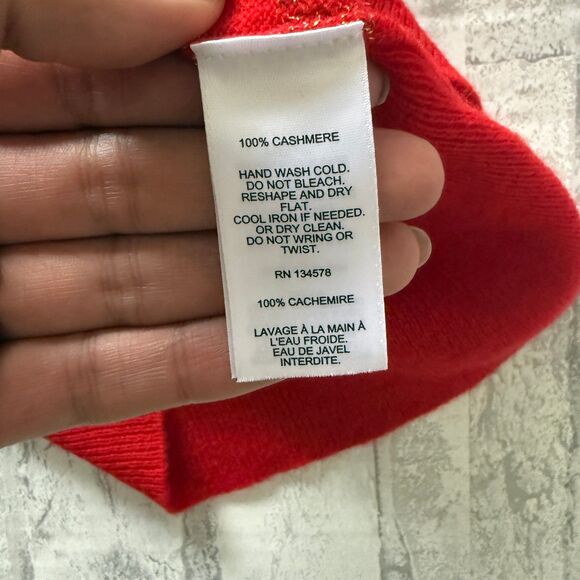 100% CASHMERE
HAND WASH COLD.
DO NOT BLEACH.
RESHAPE AND DRY
FLAT.
COOL IRON IF NEEDED.
OR DRY CLEAN.
DO NOT WRING OR
TWIST.
RN 134578
100% CACHEMIRE
LAVAGE À LA MAIN À
L'EAU FROIDE.
EAU DE JAVEL
INTERDITE.